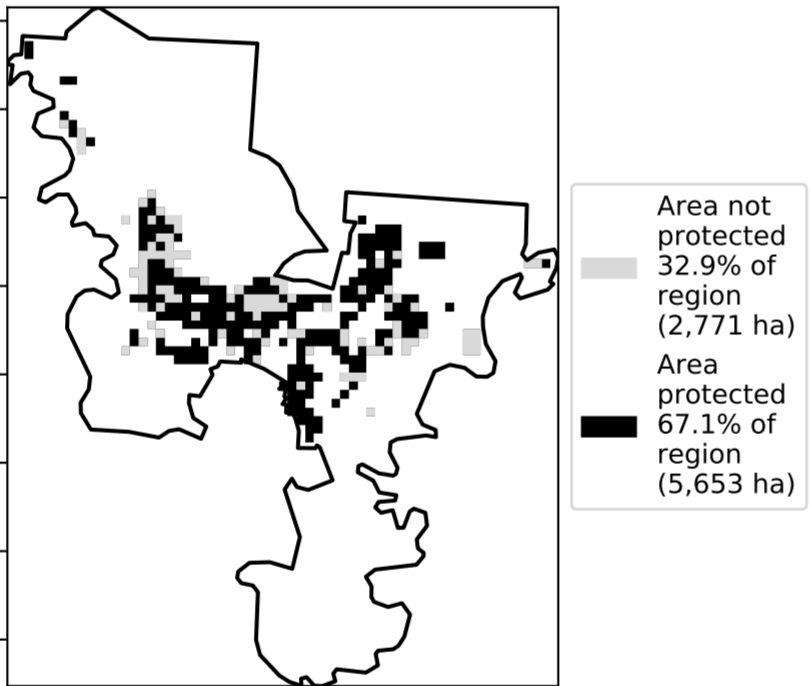 Area not
protected
32.9% of
region
(2,771 ha)
Area
protected
67.1% of
region
(5,653 ha)